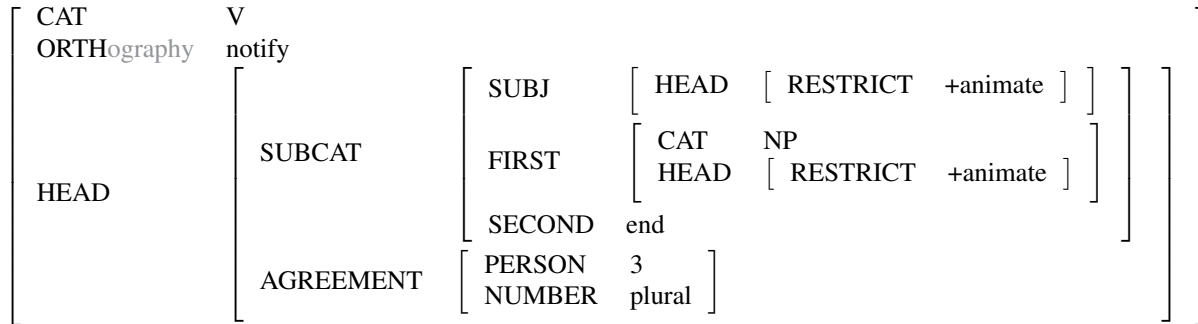 CAT V
ORTHography notify
SUBJ [ HEAD [ RESTRICT +animate ] ]
SUBCAT FIRST [ CAT NP
HEAD [ RESTRICT +animate ] ]
HEAD
SECOND end
AGREEMENT [ PERSON 3
NUMBER plural ]